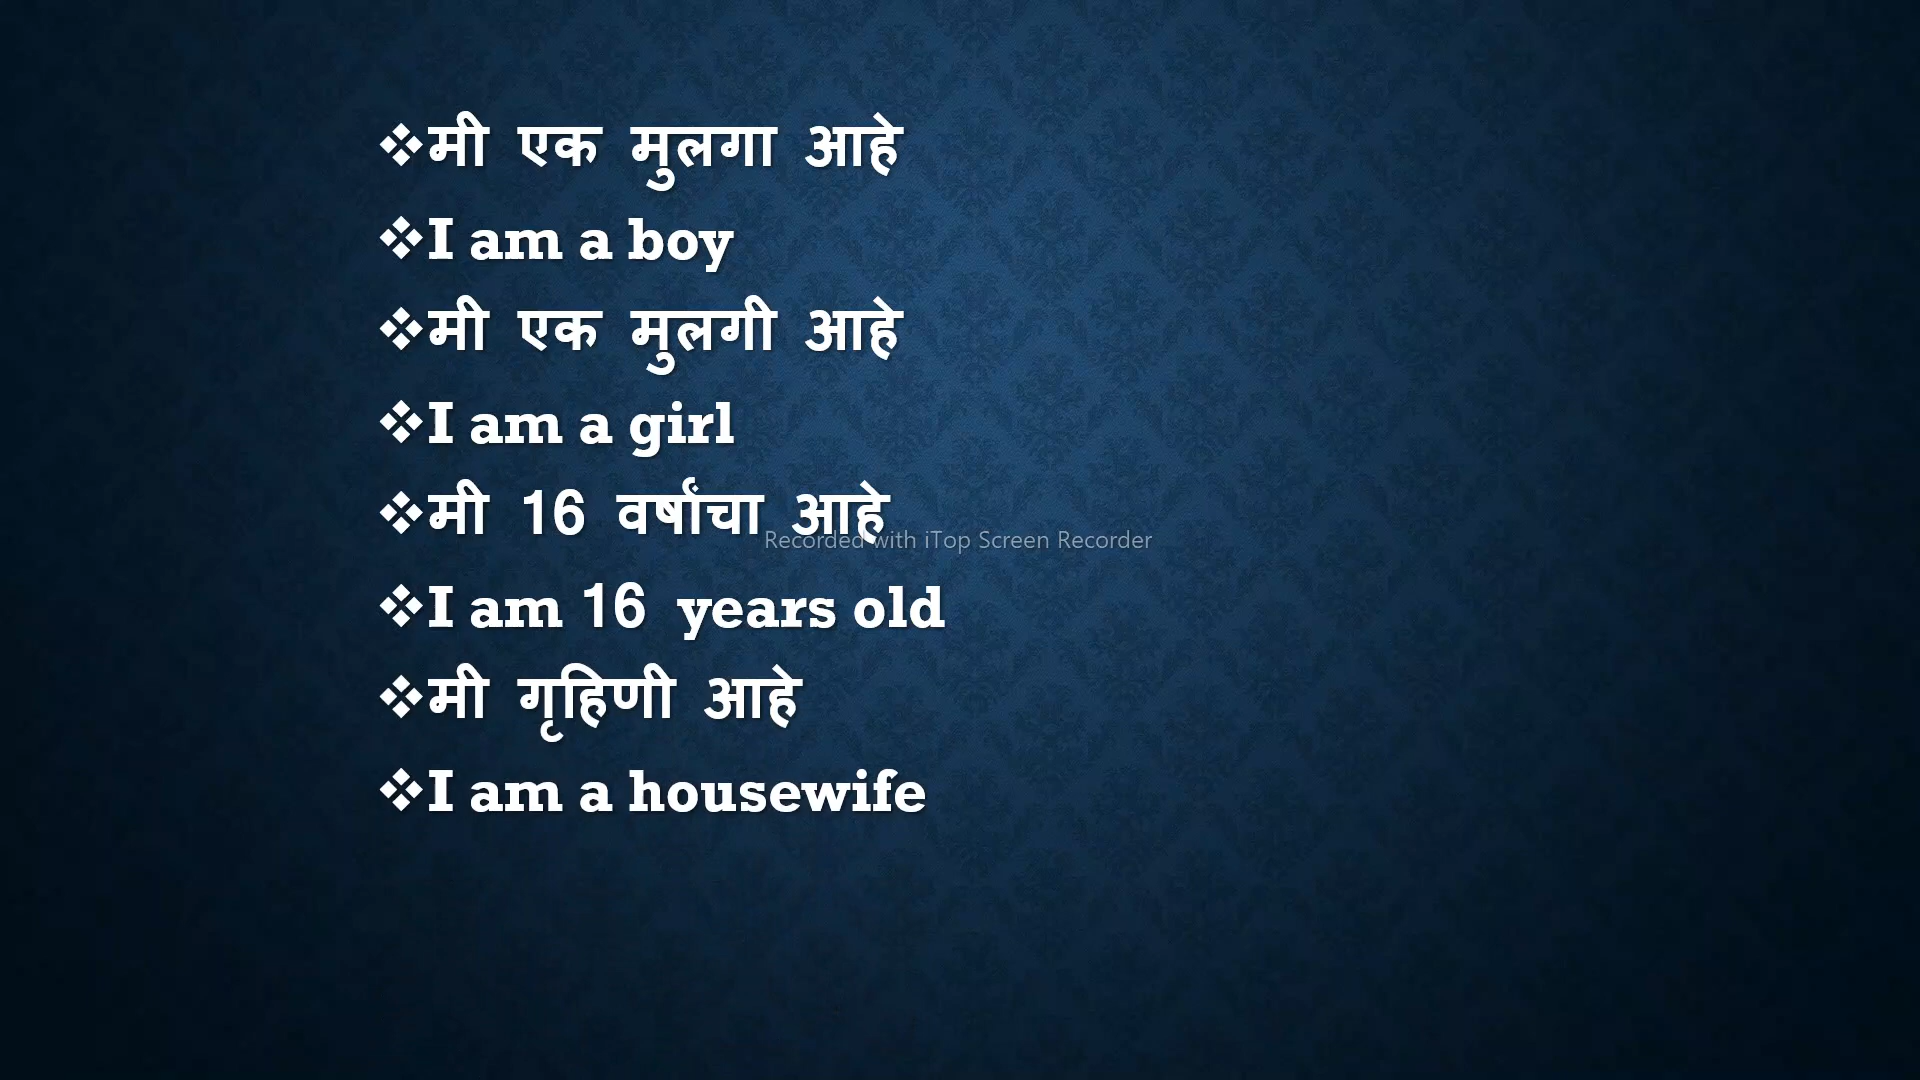 ❖मी एक मुलगा आहे
❖I am a boy
❖मी एक मुलगी आहे
❖I am a girl
❖मी 16 वर्षांचा आहे
Recorded with iTop Screen Recorder
❖I am 16 years old
❖मी गृहिणी आहे
❖I am a housewife